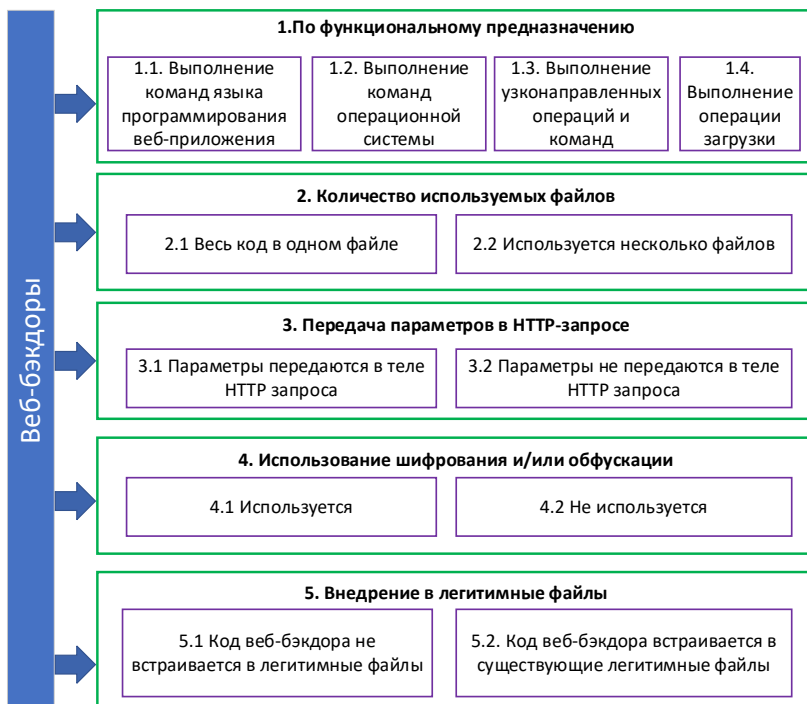 Веб-бэкдоры
1.По функциональному предназначению
1.1. Выполнение
команд языка
программирования
веб-приложения
1.2. Выполнение
команд
операционной
системы
1.3. Выполнение
узконаправленных
операций и
команд
1.4.
Выполнение
операции
загрузки
2. Количество используемых файлов
2.1 Весь код в одном файле
2.2 Используется несколько файлов
3. Передача параметров в HTTP-запросе
3.1 Параметры передаются в теле
HTTP запроса
3.2 Параметры не передаются в теле
HTTP запроса
4. Использование шифрования и/или обфускации
4.1 Используется
4.2 Не используется
5. Внедрение в легитимные файлы
5.1 Код веб-бэкдора не
встраивается в легитимные файлы
5.2. Код веб-бэкдора встраивается в
существующие легитимные файлы